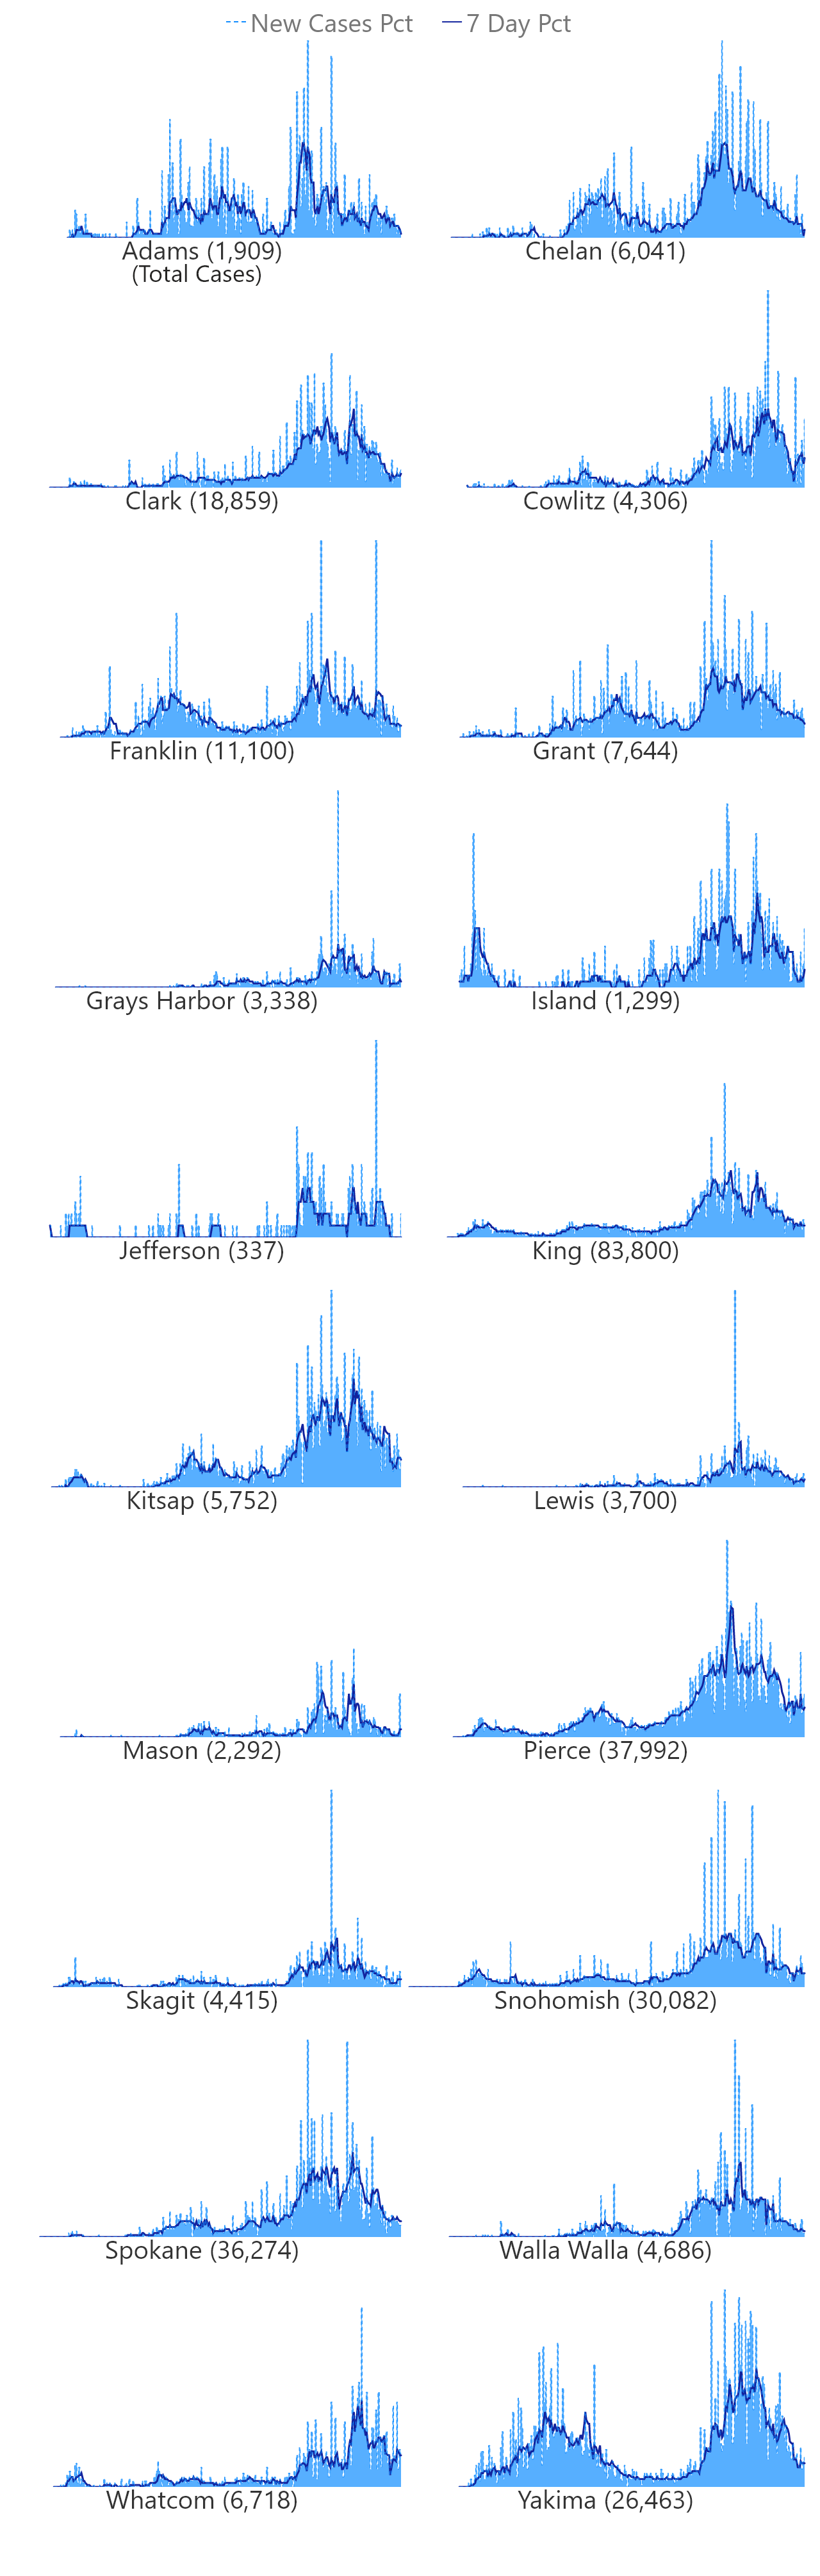 New Cases Pct 7 Day Pct
Adams (1,909)
(Total Cases)
Chelan (6,041)
Clark (18,859)
Cowlitz (4,306)
Franklin (11,100)
Grant (7,644)
Grays Harbor (3,338)
Island (1,299)
Jefferson (337)
King (83,800)
Kitsap (5,752)
Lewis (3,700)
Mason (2,292)
Pierce (37,992)
Skagit (4,415)
Snohomish (30,082)
Spokane (36,274)
Walla Walla (4,686)
Whatcom (6,718)
Yakima (26,463)